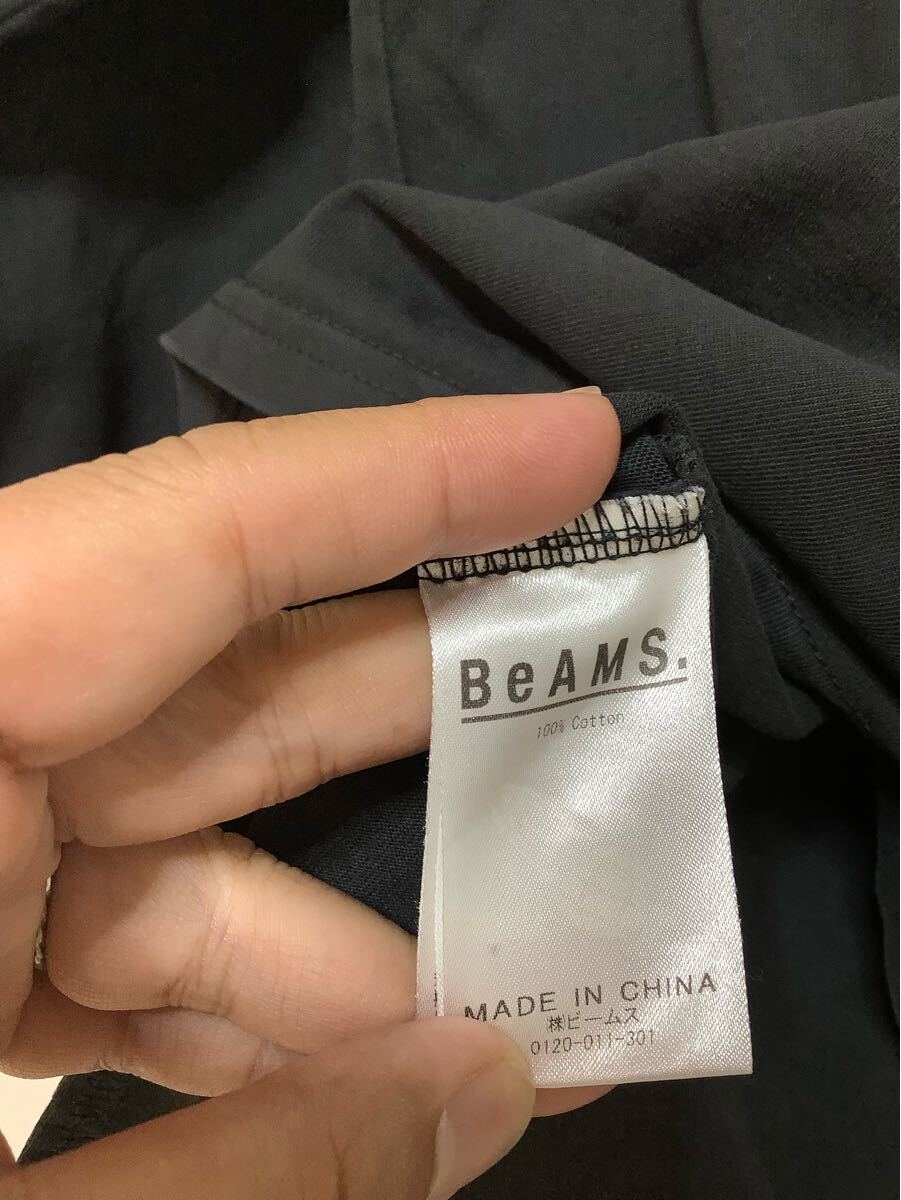 BeAMS.
100% Cotton
MADE IN CHINA
㈱ビームス
0120-011-301